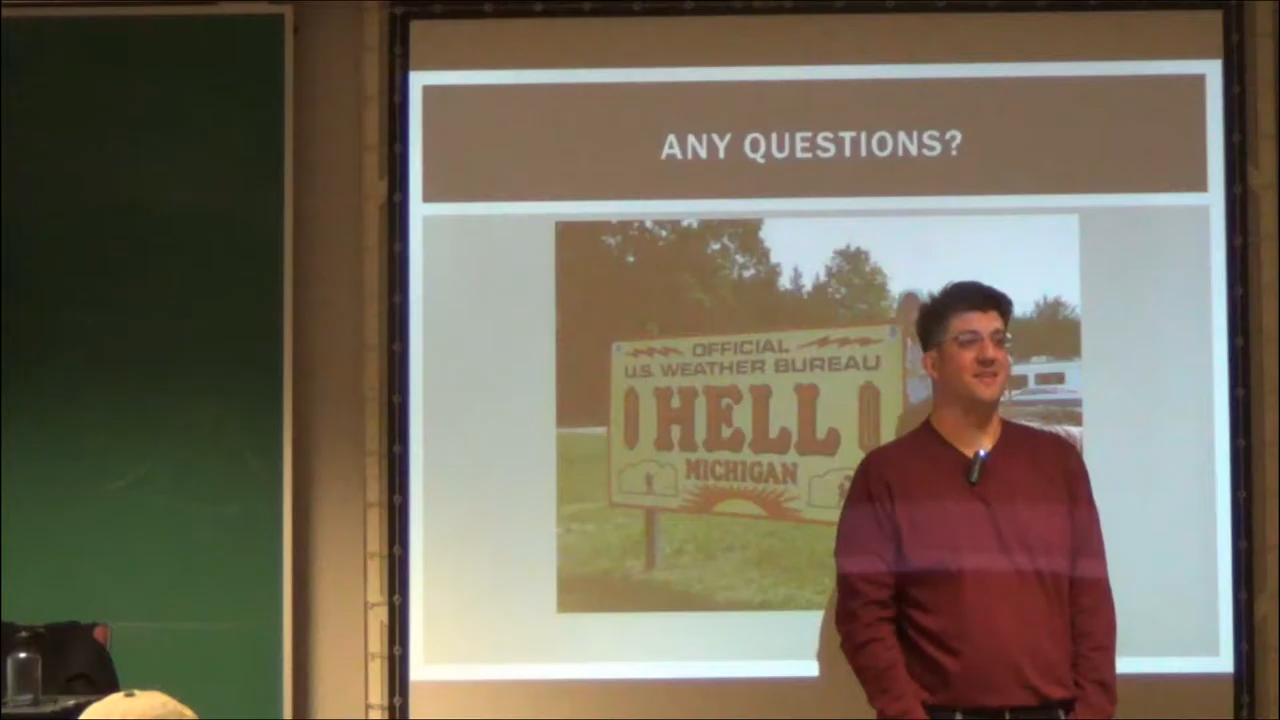 ANY QUESTIONS?
OFFICIAL
U.S. WEATHER BUREAU
HELL
MICHIGAN